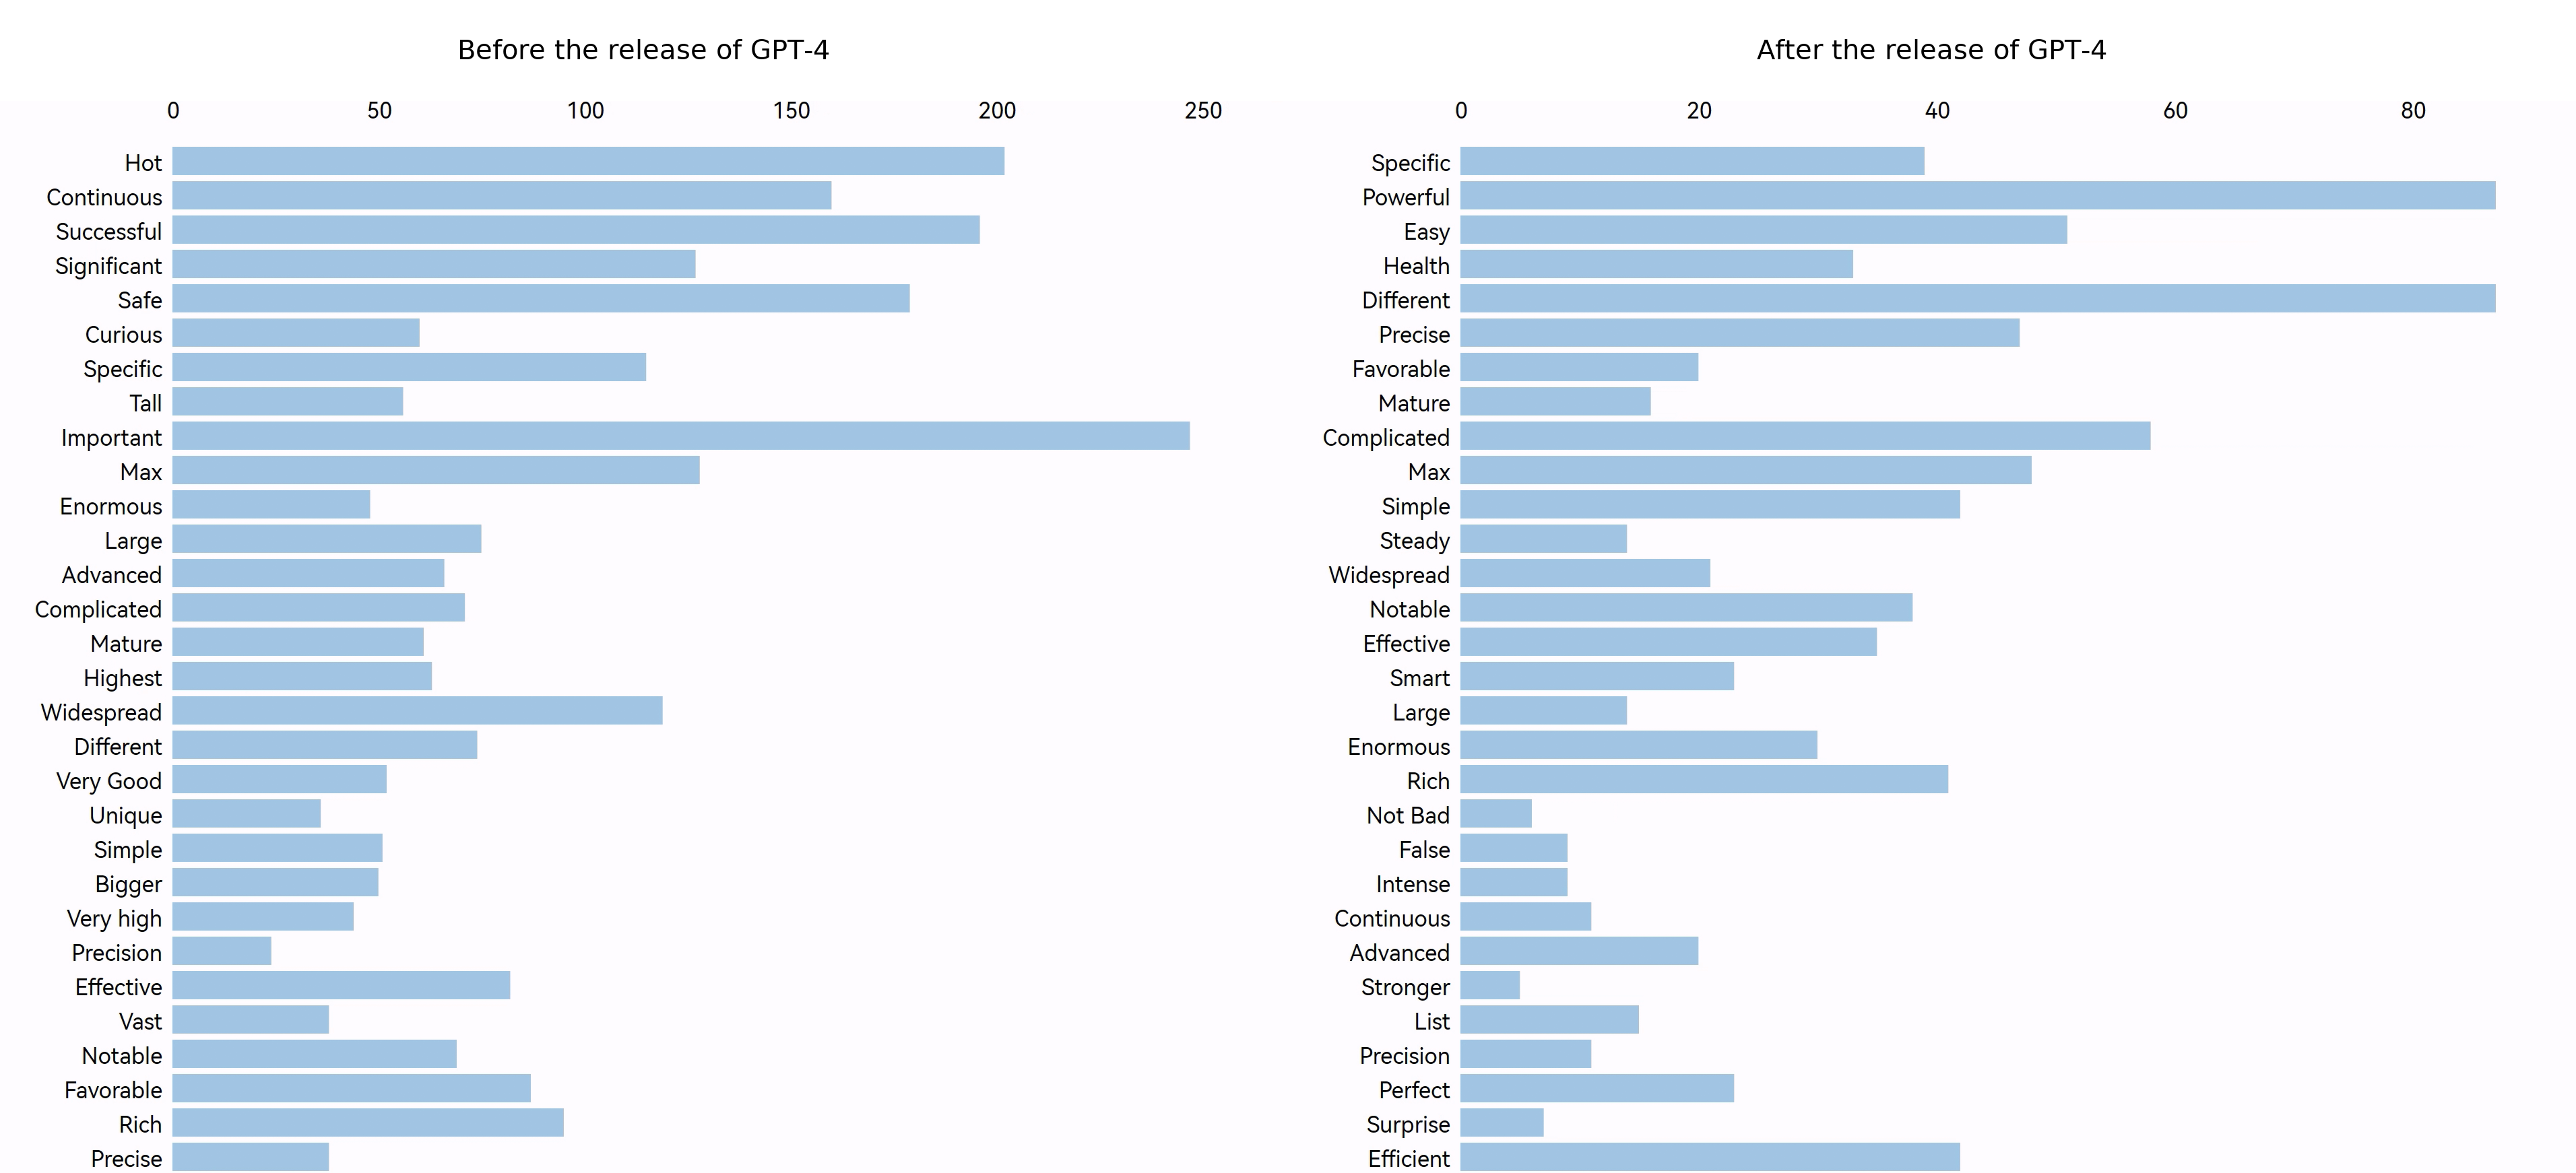 Before the release of GPT-4
0 50 100 150 200 250
Hot
Continuous
Successful
Significant
Safe
Curious
Specific
Tall
Important
Max
Enormous
Large
Advanced
Complicated
Mature
Highest
Widespread
Different
Very Good
Unique
Simple
Bigger
Very high
Precision
Effective
Vast
Notable
Favorable
Rich
Precise
After the release of GPT-4
0 20 40 60 80
Specific
Powerful
Easy
Health
Different
Precise
Favorable
Mature
Complicated
Max
Simple
Steady
Widespread
Notable
Effective
Smart
Large
Enormous
Rich
Not Bad
False
Intense
Continuous
Advanced
Stronger
List
Precision
Perfect
Surprise
Efficient